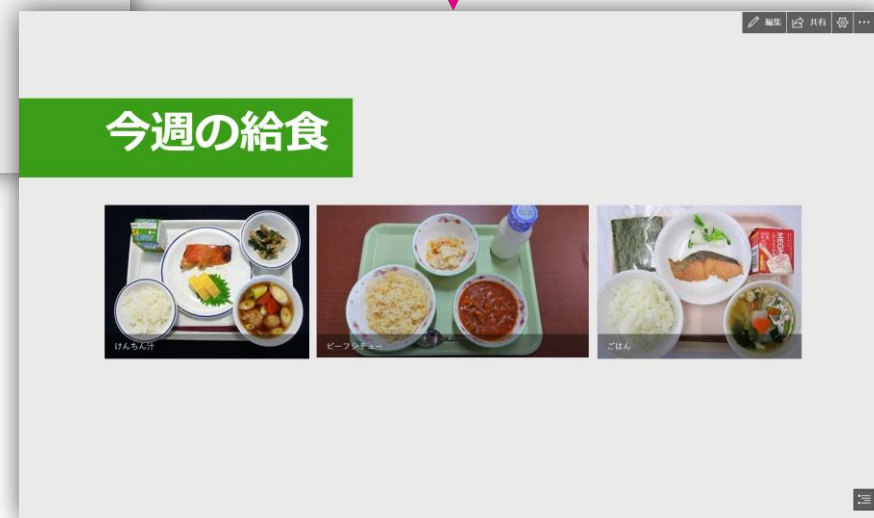 編集 共有
今週の給食
けんちん汁
ビーフシチュー
ごはん